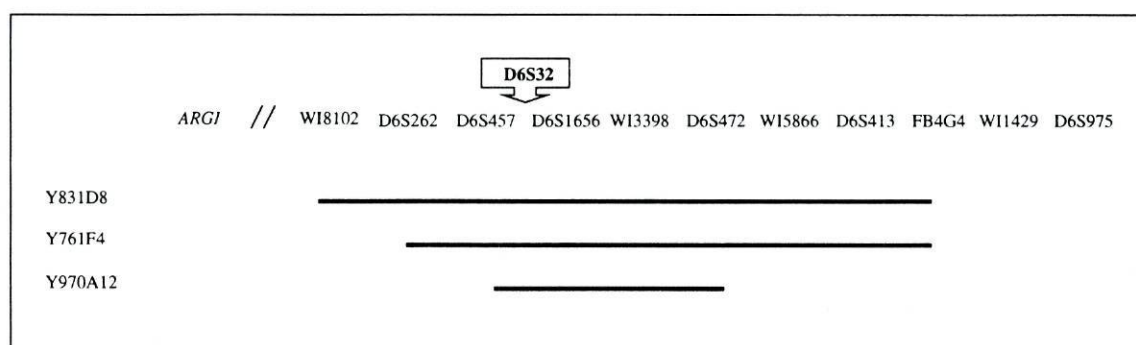 D6S32
ARG1 // WI8102 D6S262 D6S457 D6S1656 WI3398 D6S472 WI5866 D6S413 FB4G4 WI1429 D6S975
Y831D8
Y761F4
Y970A12